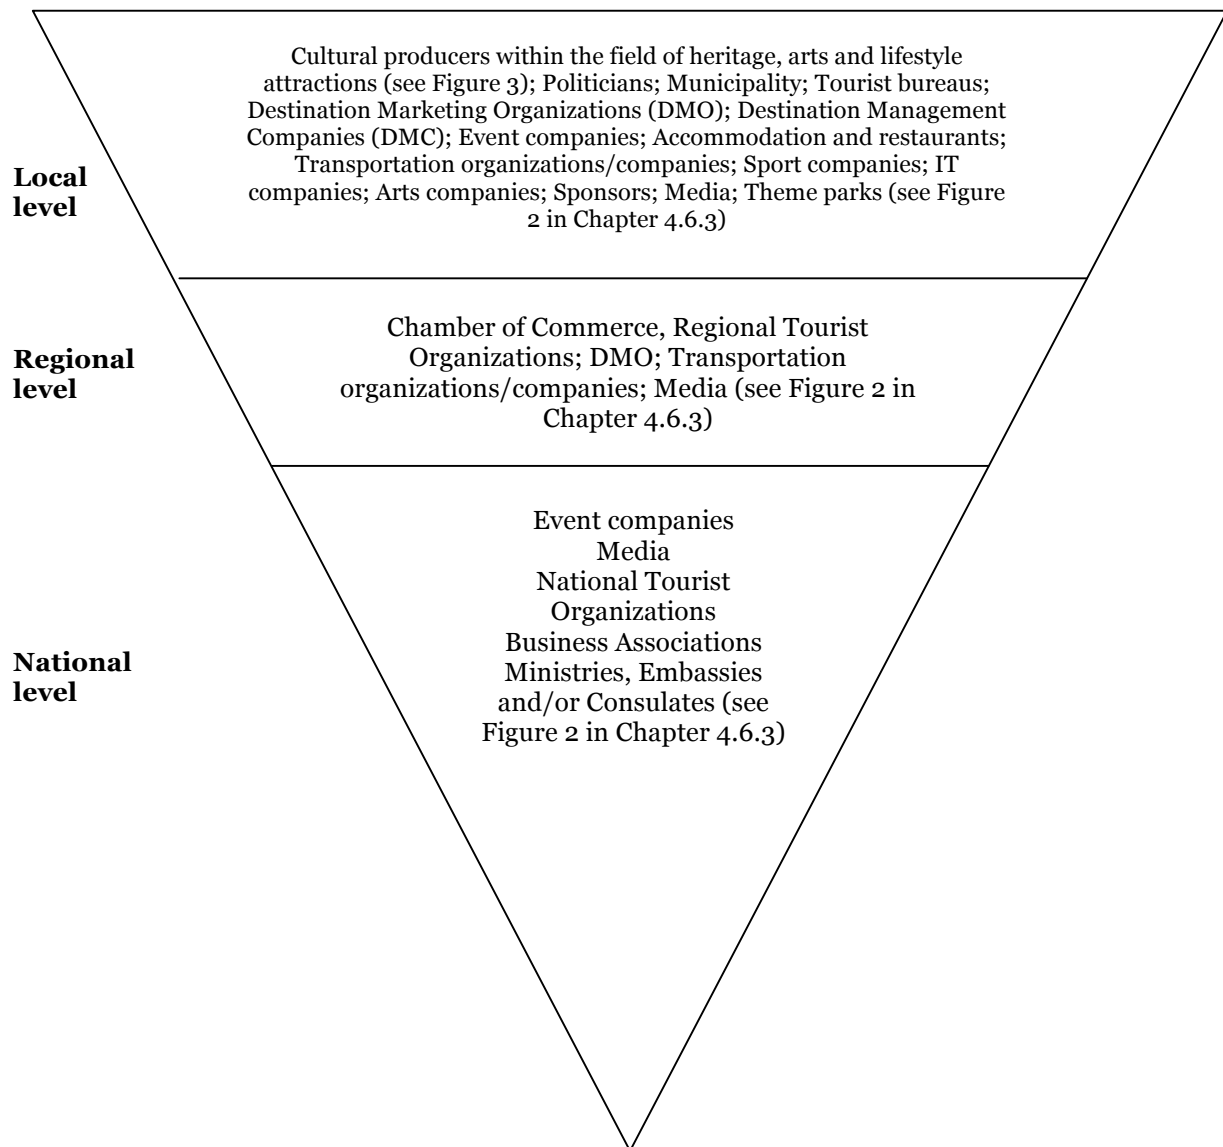 Cultural producers within the field of heritage, arts and lifestyle
attractions (see Figure 3); Politicians; Municipality; Tourist bureaus;
Destination Marketing Organizations (DMO); Destination Management
Companies (DMC); Event companies; Accommodation and restaurants;
Transportation organizations/companies; Sport companies; IT
companies; Arts companies; Sponsors; Media; Theme parks (see Figure
2 in Chapter 4.6.3)
Local
level
Chamber of Commerce, Regional Tourist
Organizations; DMO; Transportation
organizations/companies; Media (see Figure 2 in
Chapter 4.6.3)
Regional
level
Event companies
Media
National Tourist
Organizations
Business Associations
Ministries, Embassies
and/or Consulates (see
Figure 2 in Chapter 4.6.3)
National
level